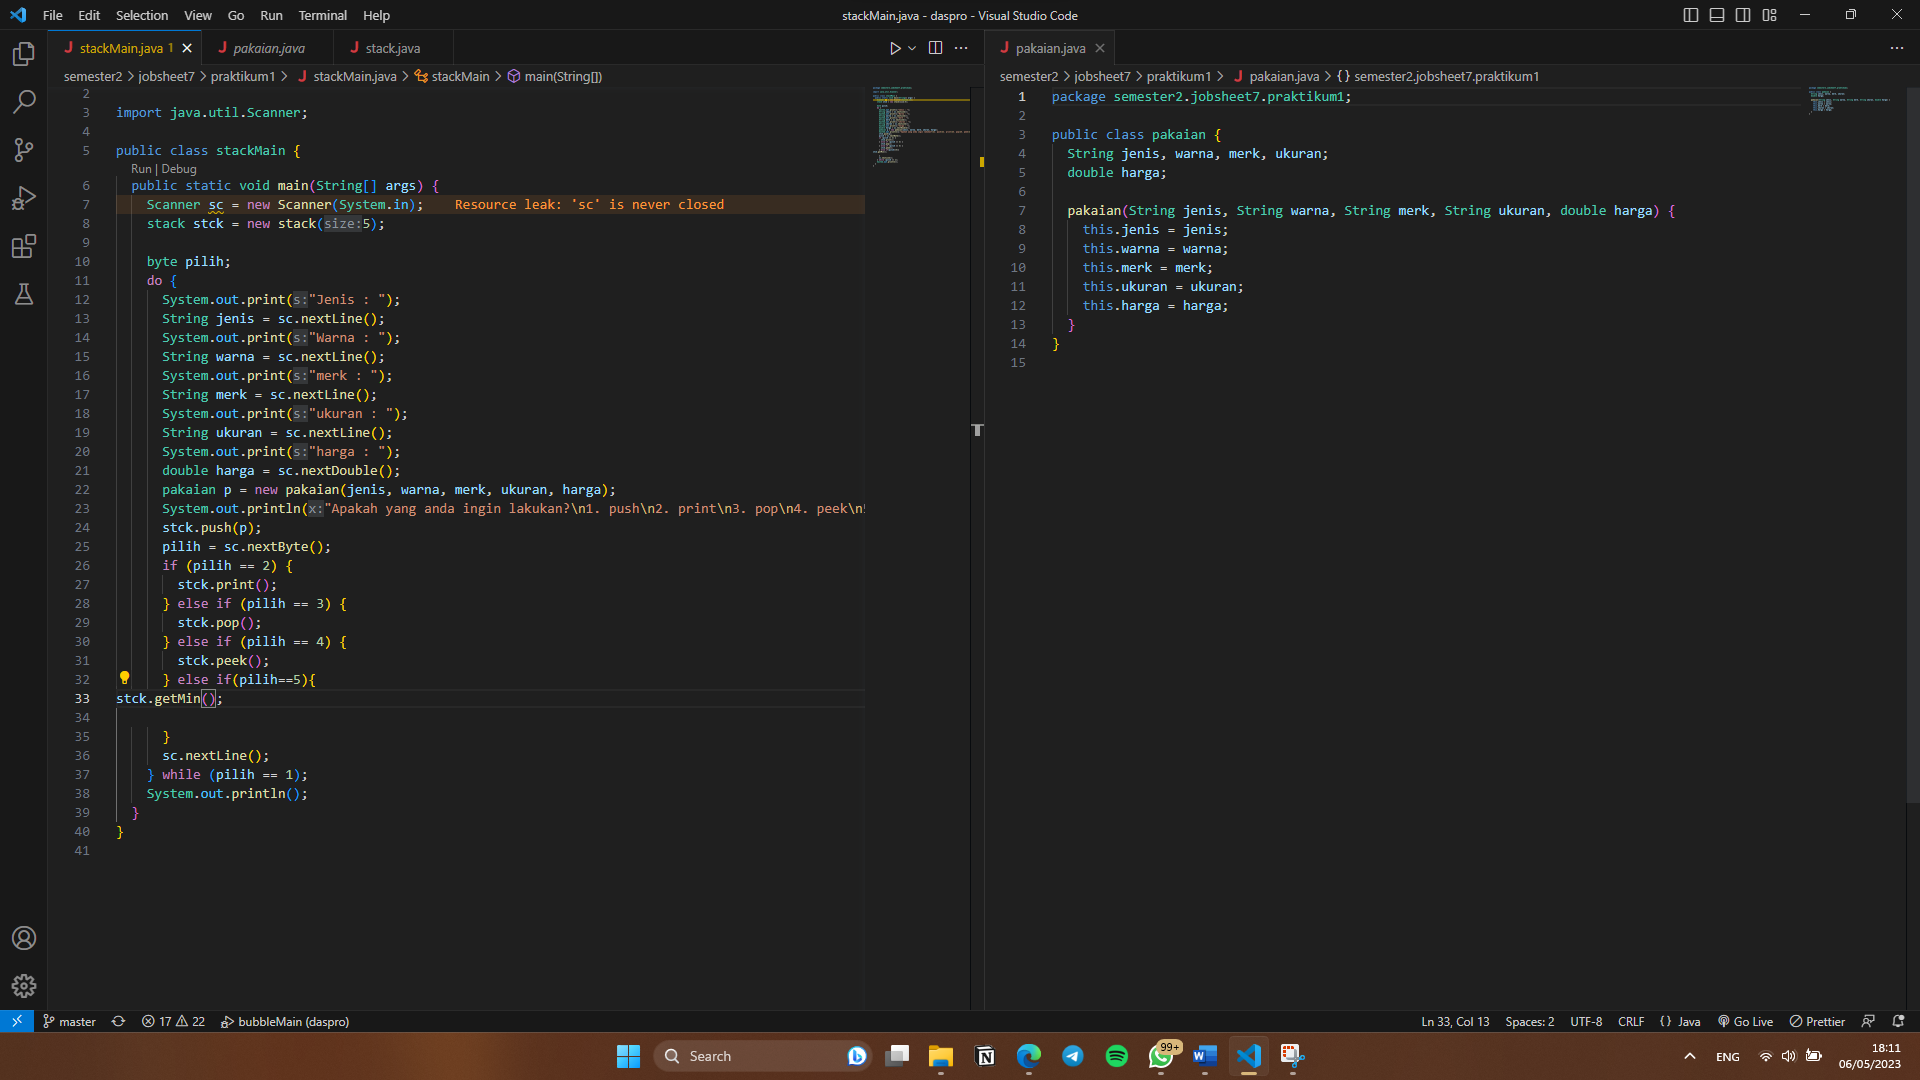 File Edit Selection View Go Run Terminal Help
stackMain.java - daspro - Visual Studio Code
stackMain.java 1
pakaian.java
stack.java
semester2 > jobsheet7 > praktikum1 > stackMain.java > stackMain > main(String[])
2
3 import java.util.Scanner;
4
5 public class stackMain {
Run | Debug
6 public static void main(String[] args) {
7 Scanner sc = new Scanner(System.in); Resource leak: 'sc' is never closed
8 stack stck = new stack(size:5);
9
10 byte pilih;
11 do {
12 System.out.print(s:"Jenis : ");
13 String jenis = sc.nextLine();
14 System.out.print(s:"Warna : ");
15 String warna = sc.nextLine();
16 System.out.print(s:"merk : ");
17 String merk = sc.nextLine();
18 System.out.print(s:"ukuran : ");
19 String ukuran = sc.nextLine();
20 System.out.print(s:"harga : ");
21 double harga = sc.nextDouble();
22 pakaian p = new pakaian(jenis, warna, merk, ukuran, harga);
23 System.out.println(x:"Apakah yang anda ingin lakukan?\n1. push\n2. print\n3. pop\n4. peek\n
24 stck.push(p);
25 pilih = sc.nextByte();
26 if (pilih == 2) {
27 stck.print();
28 } else if (pilih == 3) {
29 stck.pop();
30 } else if (pilih == 4) {
31 stck.peek();
32 } else if(pilih==5){
33 stck.getMin();
34
35 }
36 sc.nextLine();
37 } while (pilih == 1);
38 System.out.println();
39 }
40 }
41
pakaian.java
semester2 > jobsheet7 > praktikum1 > pakaian.java > {} semester2.jobsheet7.praktikum1
1 package semester2.jobsheet7.praktikum1;
2
3 public class pakaian {
4 String jenis, warna, merk, ukuran;
5 double harga;
6
7 pakaian(String jenis, String warna, String merk, String ukuran, double harga) {
8 this.jenis = jenis;
9 this.warna = warna;
10 this.merk = merk;
11 this.ukuran = ukuran;
12 this.harga = harga;
13 }
14 }
15
master 17 22 bubbleMain (daspro)
Ln 33, Col 13 Spaces: 2 UTF-8 CRLF {} Java Go Live Prettier
Search
99+
ENG
18:11
06/05/2023